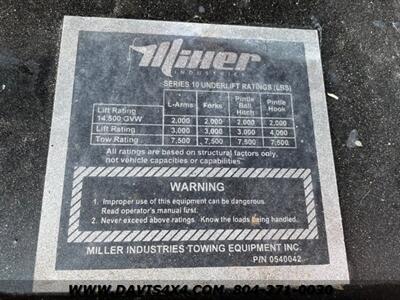 Miller
INDUSTRIES
SERIES 10 UNDERLIFT RATINGS (LBS)
L-Arms Forks Pintle Ball Hitch Pintle Hook
Lift Rating 14,500 GVW 2,000 2,000 2,000 2,000
Lift Rating 3,000 3,000 3,000 4,000
Tow Rating 7,500 7,500 7,500 7,500
All ratings are based on structural factors only,
not vehicle capacities or capabilities.
WARNING
1. Improper use of this equipment can be dangerous.
Read operator's manual first.
2. Never exceed above ratings. Know the loads being handled.
MILLER INDUSTRIES TOWING EQUIPMENT INC.
P/N 0540042
WWW.DAVIS4X4.COM 804-271-0030